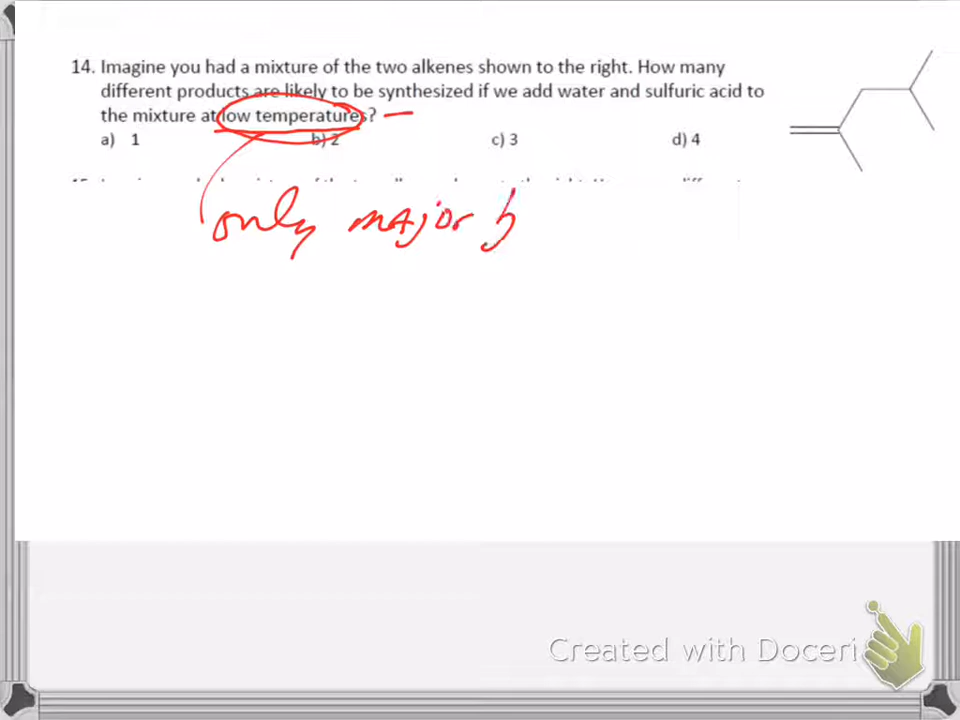 14. Imagine you had a mixture of the two alkenes shown to the right. How many
different products are likely to be synthesized if we add water and sulfuric acid to
the mixture at low temperatures?
a) 1 b) 2 c) 3 d) 4
only major
Created with Doceri